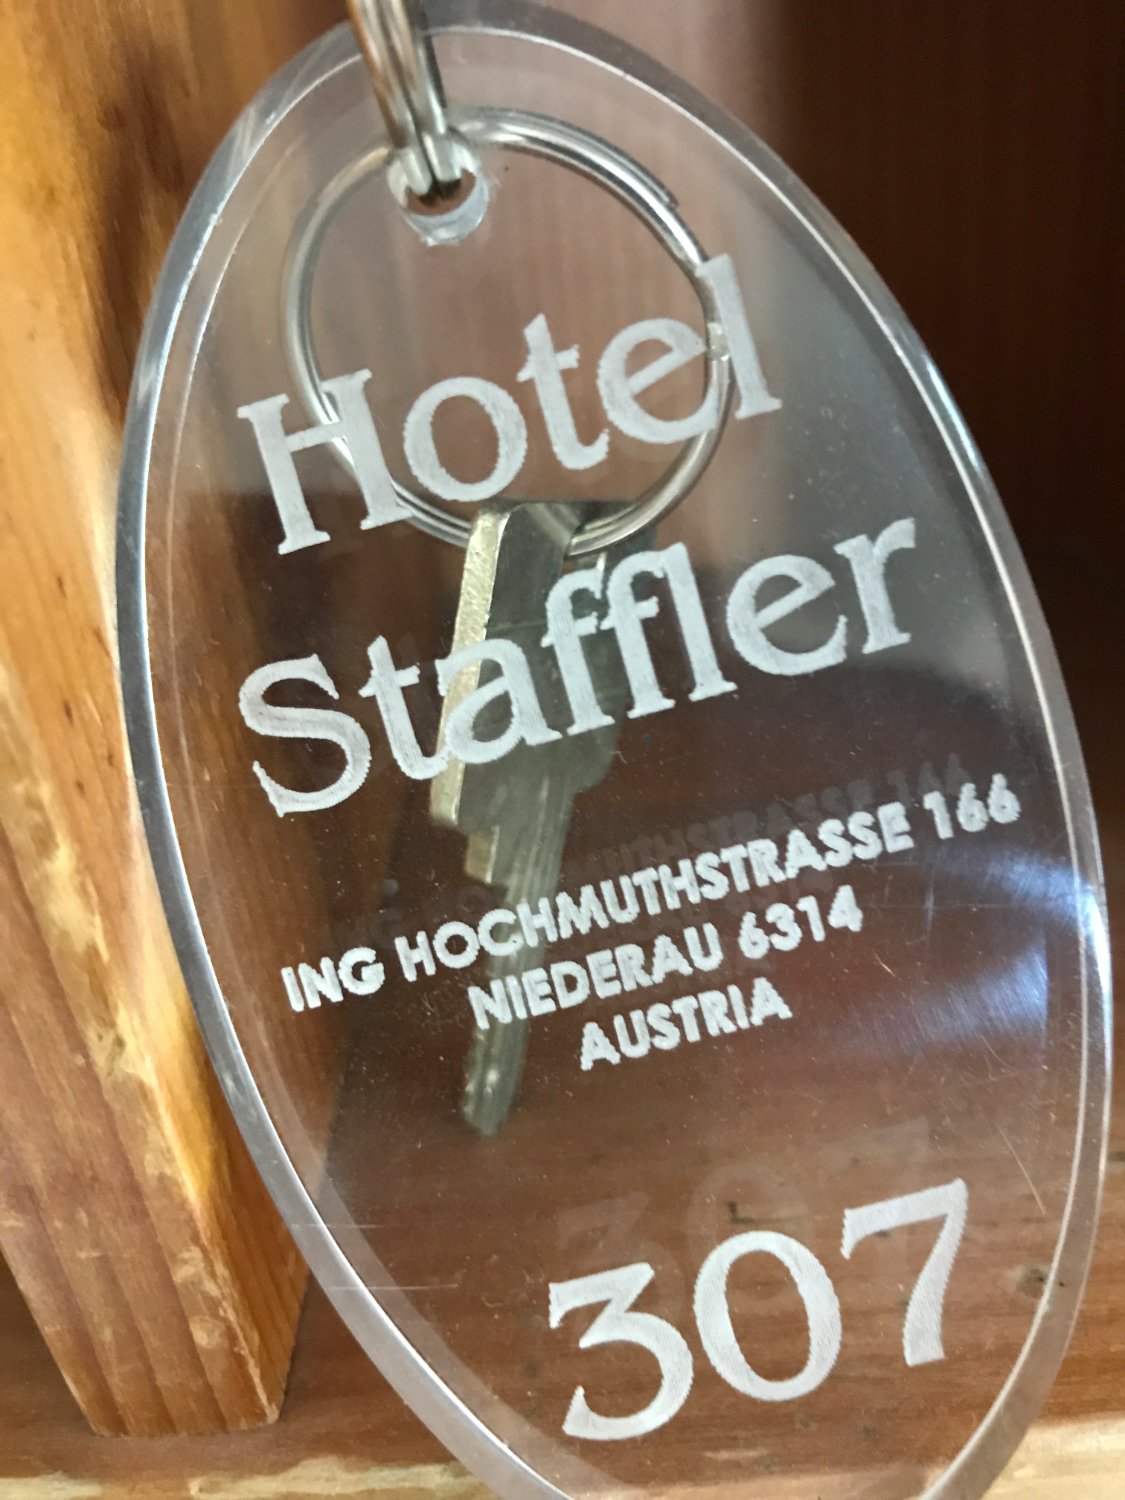 Hotel
Staffler
ING HOCHMUTHSTRASSE 166
NIEDERAU 6314
AUSTRIA
307